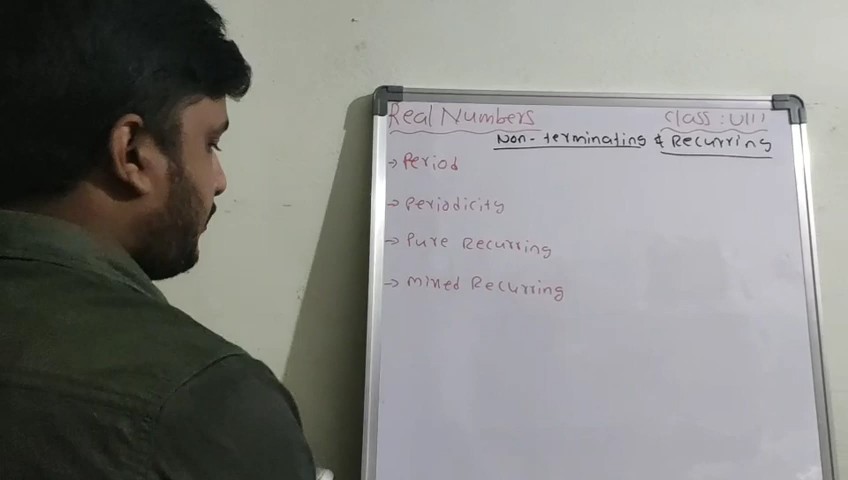 Real Numbers
Class : VIII
Non-terminating & Recurring
→ Period
→ Periodicity
→ Pure Recurring
→ Mixed Recurring